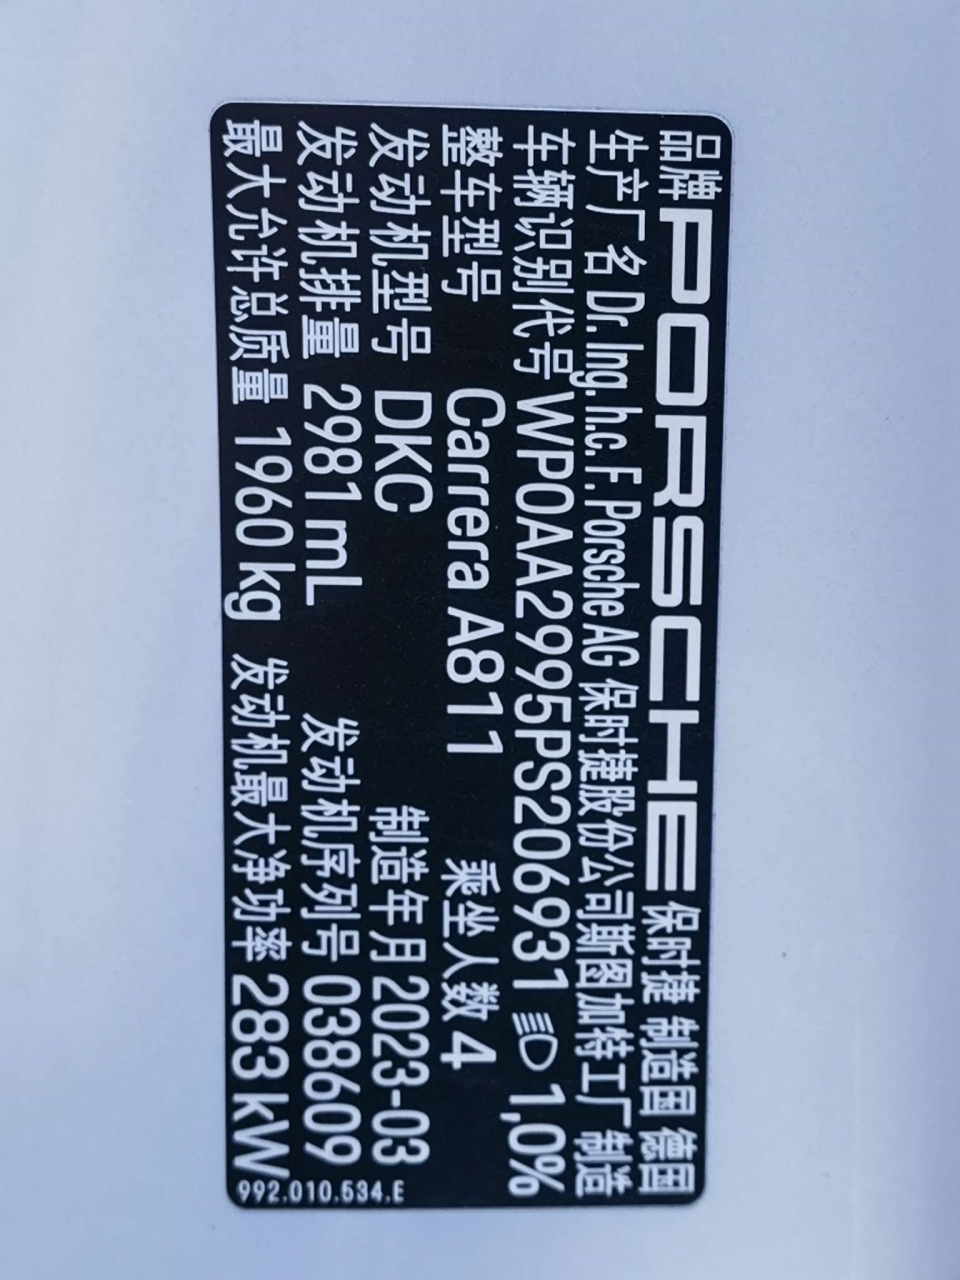 品牌 PORSCHE 保时捷 制造国 德国
生产厂名 Dr. Ing. h.c. F. Porsche AG 保时捷股份公司斯图加特工厂 制造
车辆识别代号 WP0AA2995PS206931 1,0%
整车型号 Carrera A811 乘坐人数 4
发动机型号 DKC 制造年月 2023-03
发动机排量 2981 mL 发动机序列号 038609
最大允许总质量 1960 kg 发动机最大净功率 283 kW
992.010.534.E